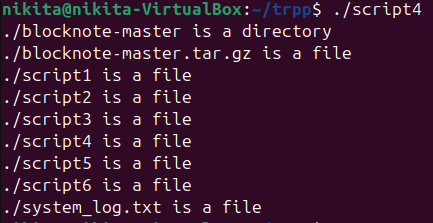 nikita@nikita-VirtualBox:~/trpp$ ./script4
./blocknote-master is a directory
./blocknote-master.tar.gz is a file
./script1 is a file
./script2 is a file
./script3 is a file
./script4 is a file
./script5 is a file
./script6 is a file
./system_log.txt is a file